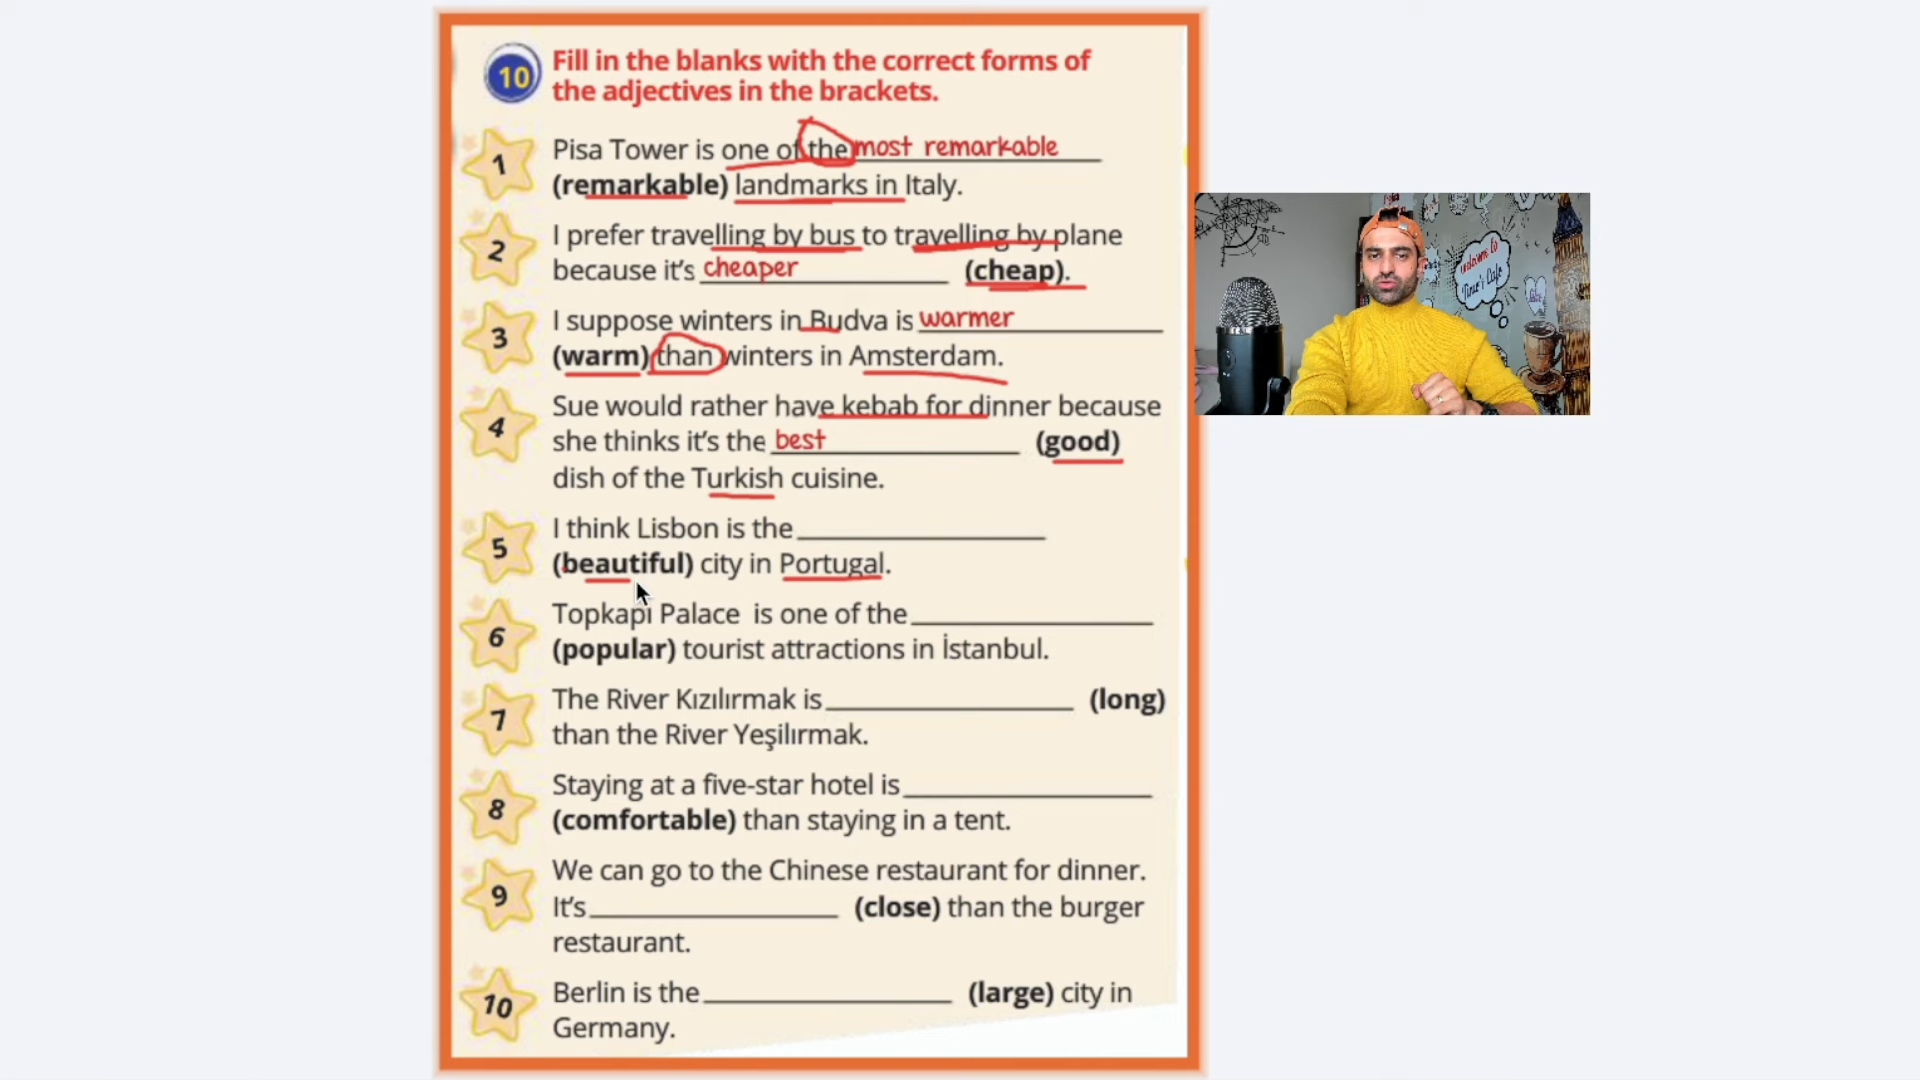 10
Fill in the blanks with the correct forms of
the adjectives in the brackets.
1
Pisa Tower is one of the most remarkable
(remarkable) landmarks in Italy.
2
I prefer travelling by bus to travelling by plane
because it's cheaper (cheap).
3
I suppose winters in Budva is warmer
(warm) than winters in Amsterdam.
4
Sue would rather have kebab for dinner because
she thinks it's the best (good)
dish of the Turkish cuisine.
5
I think Lisbon is the
(beautiful) city in Portugal.
6
Topkapı Palace is one of the
(popular) tourist attractions in İstanbul.
7
The River Kızılırmak is (long)
than the River Yeşilırmak.
8
Staying at a five-star hotel is
(comfortable) than staying in a tent.
9
We can go to the Chinese restaurant for dinner.
It's (close) than the burger
restaurant.
10
Berlin is the (large) city in
Germany.
welcome to
Time's Cafe